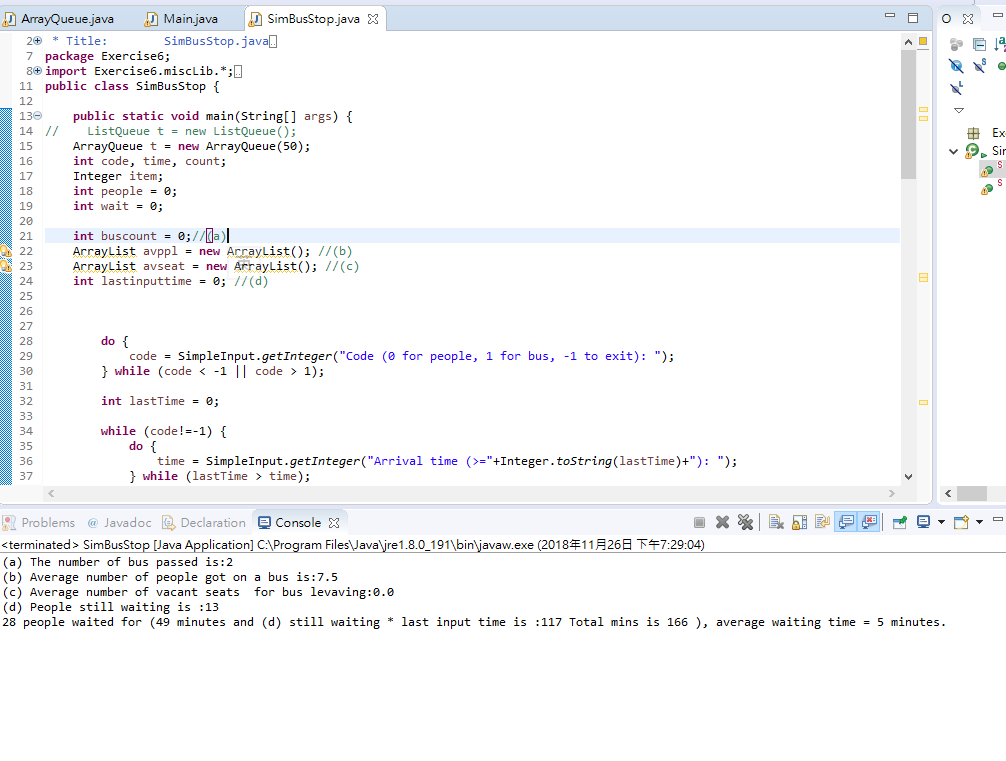 ArrayQueue.java Main.java SimBusStop.java
2 * Title: SimBusStop.java
7 package Exercise6;
8 import Exercise6.miscLib.*;
11 public class SimBusStop {
12
13 public static void main(String[] args) {
14 // ListQueue t = new ListQueue();
15 ArrayQueue t = new ArrayQueue(50);
16 int code, time, count;
17 Integer item;
18 int people = 0;
19 int wait = 0;
20
21 int buscount = 0;//(a)
22 ArrayList avppl = new ArrayList(); //(b)
23 ArrayList avseat = new ArrayList(); //(c)
24 int lastinputtime = 0; //(d)
25
26
27
28 do {
29 code = SimpleInput.getInteger("Code (0 for people, 1 for bus, -1 to exit): ");
30 } while (code < -1 || code > 1);
31
32 int lastTime = 0;
33
34 while (code!=-1) {
35 do {
36 time = SimpleInput.getInteger("Arrival time (>="+Integer.toString(lastTime)+"): ");
37 } while (lastTime > time);
Problems @ Javadoc Declaration Console
<terminated> SimBusStop [Java Application] C:\Program Files\Java\jre1.8.0_191\bin\javaw.exe (2018年11月26日 下午7:29:04)
(a) The number of bus passed is:2
(b) Average number of people got on a bus is:7.5
(c) Average number of vacant seats  for bus levaving:0.0
(d) People still waiting is :13
28 people waited for (49 minutes and (d) still waiting * last input time is :117 Total mins is 166 ), average waiting time = 5 minutes.